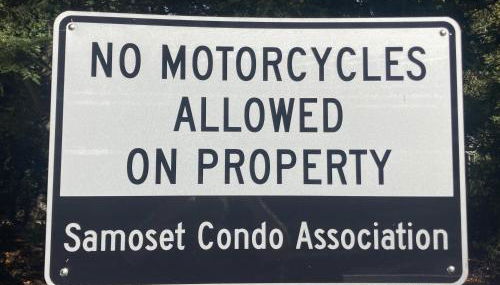 NO MOTORCYCLES
ALLOWED
ON PROPERTY
Samoset Condo Association